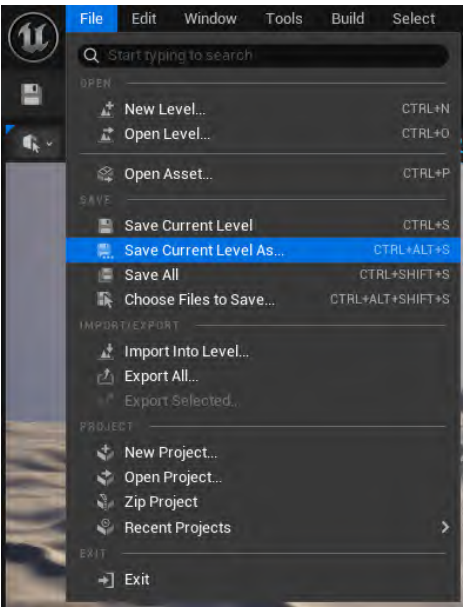 File Edit Window Tools Build Select
Start typing to search
OPEN
New Level... CTRL+N
Open Level... CTRL+O
Open Asset... CTRL+P
SAVE
Save Current Level CTRL+S
Save Current Level As... CTRL+ALT+S
Save All CTRL+SHIFT+S
Choose Files to Save... CTRL+ALT+SHIFT+S
IMPORT/EXPORT
Import Into Level...
Export All...
Export Selected...
PROJECT
New Project...
Open Project...
Zip Project
Recent Projects
EXIT
Exit